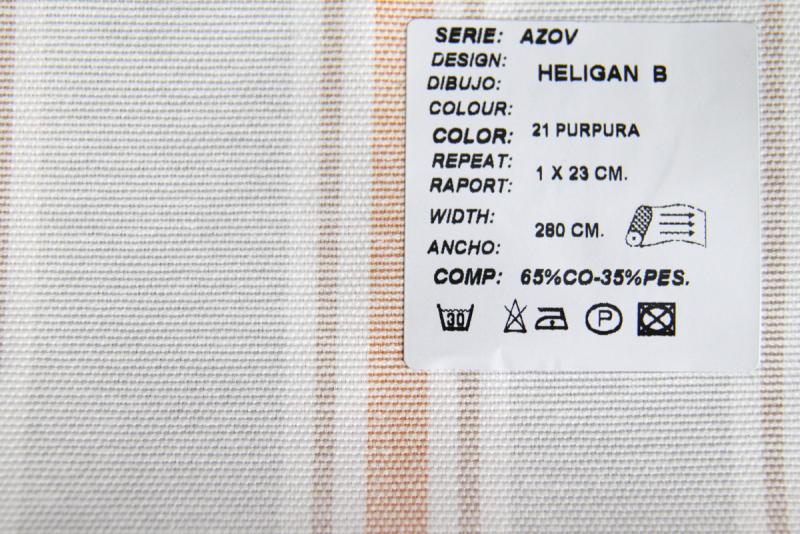 SERIE: AZOV
DESIGN:
DIBUJO: HELIGAN B
COLOUR:
COLOR: 21 PURPURA
REPEAT:
RAPORT: 1 X 23 CM.
WIDTH:
ANCHO: 280 CM.
COMP: 65%CO-35%PES.
30 P